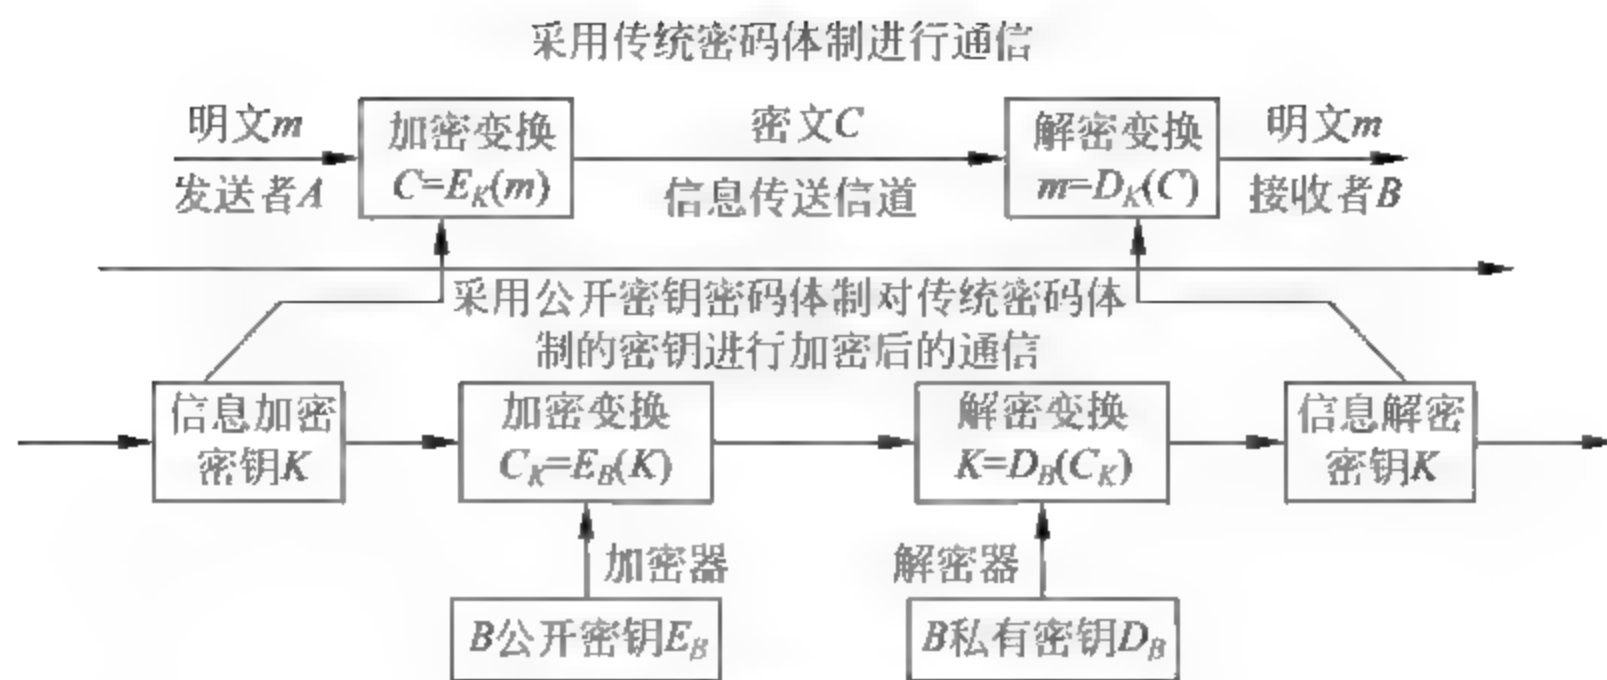 采用传统密码体制进行通信
明文m
加密变换
密文C
解密变换
明文m
发送者A
C=E_K(m)
信息传送信道
m=D_K(C)
接收者B
采用公开密钥密码体制对传统密码体
制的密钥进行加密后的通信
信息加密
密钥K
加密变换
C_K=E_B(K)
解密变换
K=D_B(C_K)
信息解密
密钥K
加密器
解密器
B公开密钥E_B
B私有密钥D_B